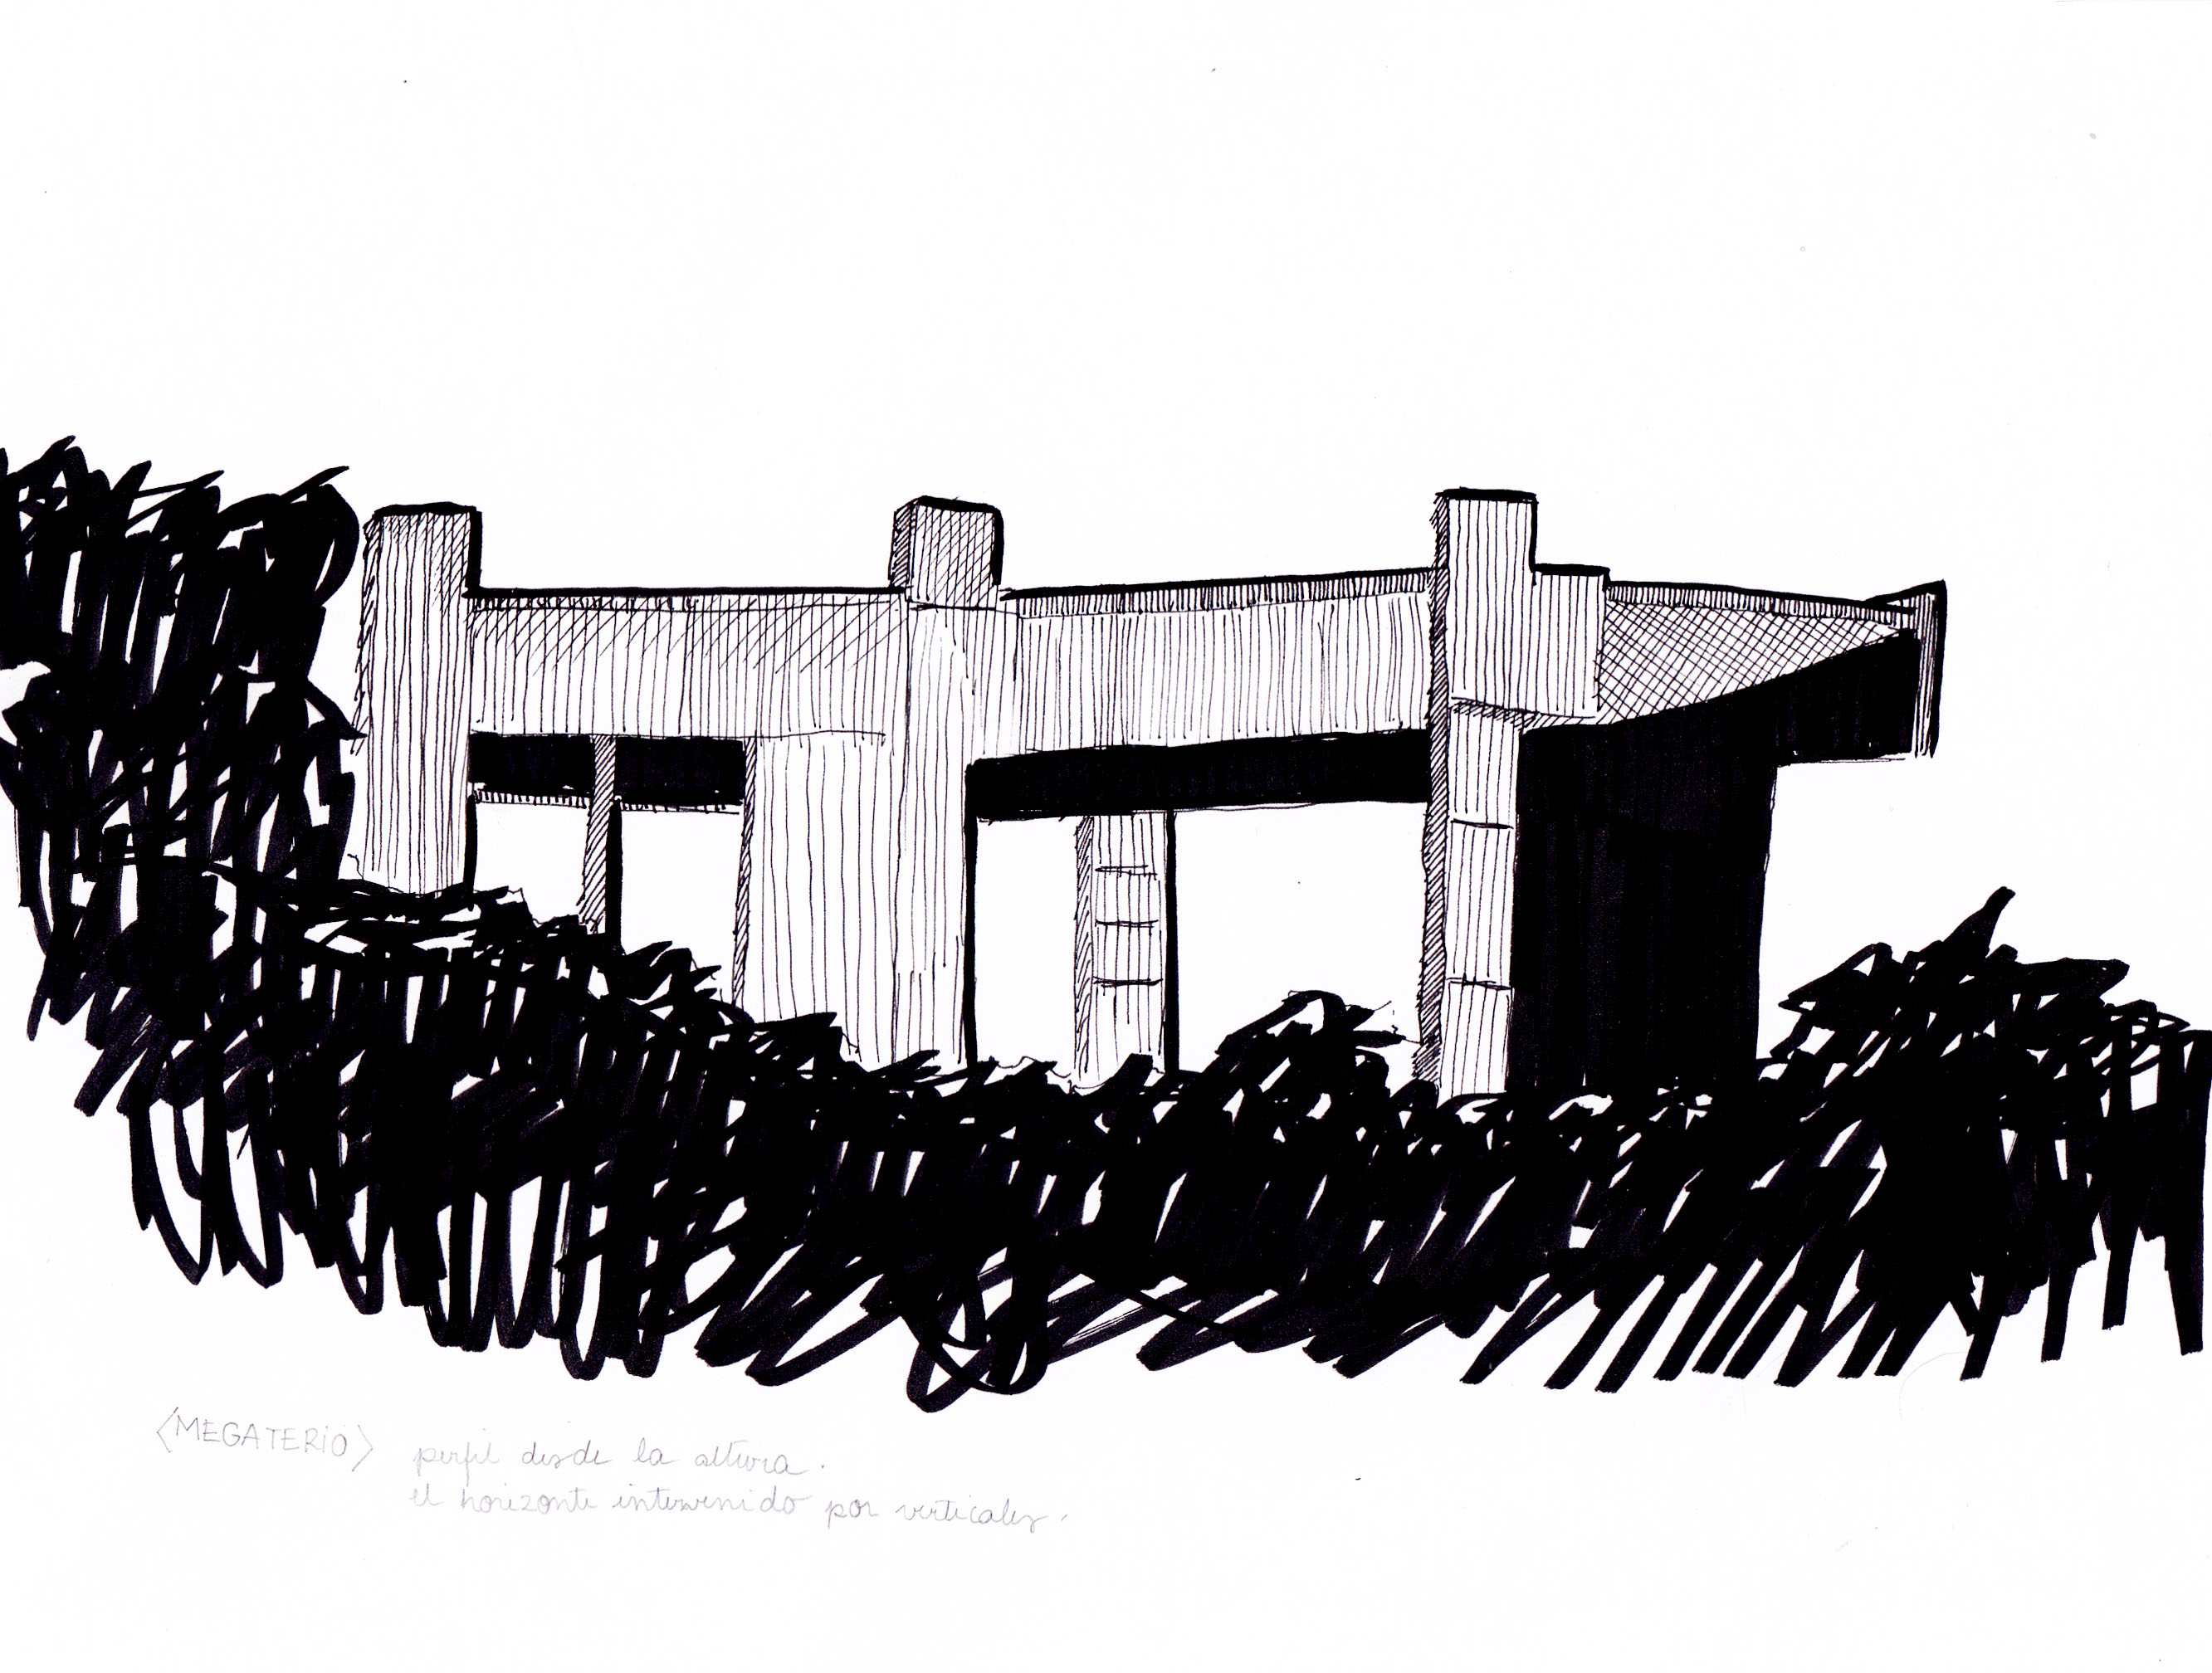 <MEGATERIO> perfil desde la altura.
el horizonte intervenido por verticales.